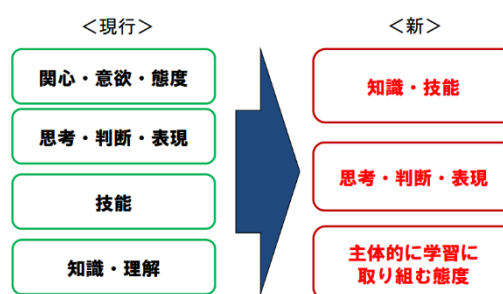 ＜現行＞
関心・意欲・態度
思考・判断・表現
技能
知識・理解
＜新＞
知識・技能
思考・判断・表現
主体的に学習に
取り組む態度